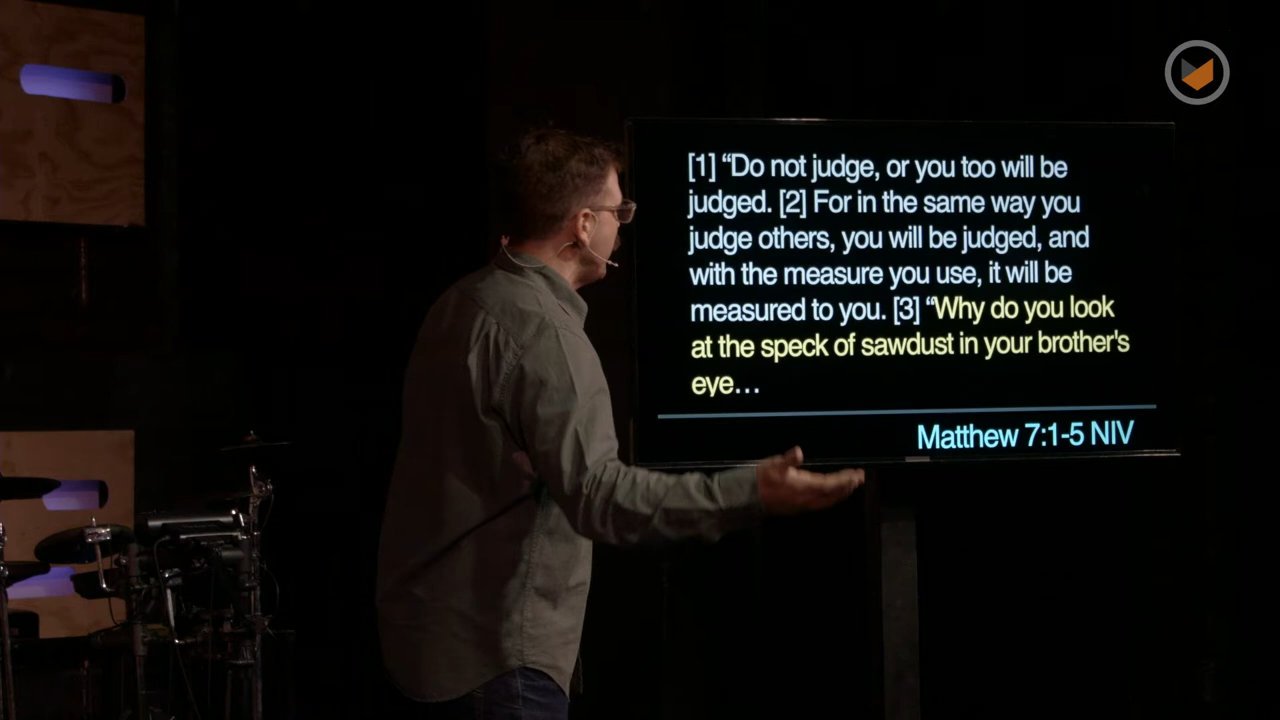 [1] “Do not judge, or you too will be
judged. [2] For in the same way you
judge others, you will be judged, and
with the measure you use, it will be
measured to you. [3] “Why do you look
at the speck of sawdust in your brother's
eye…
Matthew 7:1-5 NIV